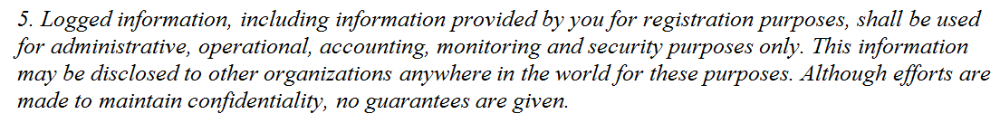 5. Logged information, including information provided by you for registration purposes, shall be used
for administrative, operational, accounting, monitoring and security purposes only. This information
may be disclosed to other organizations anywhere in the world for these purposes. Although efforts are
made to maintain confidentiality, no guarantees are given.